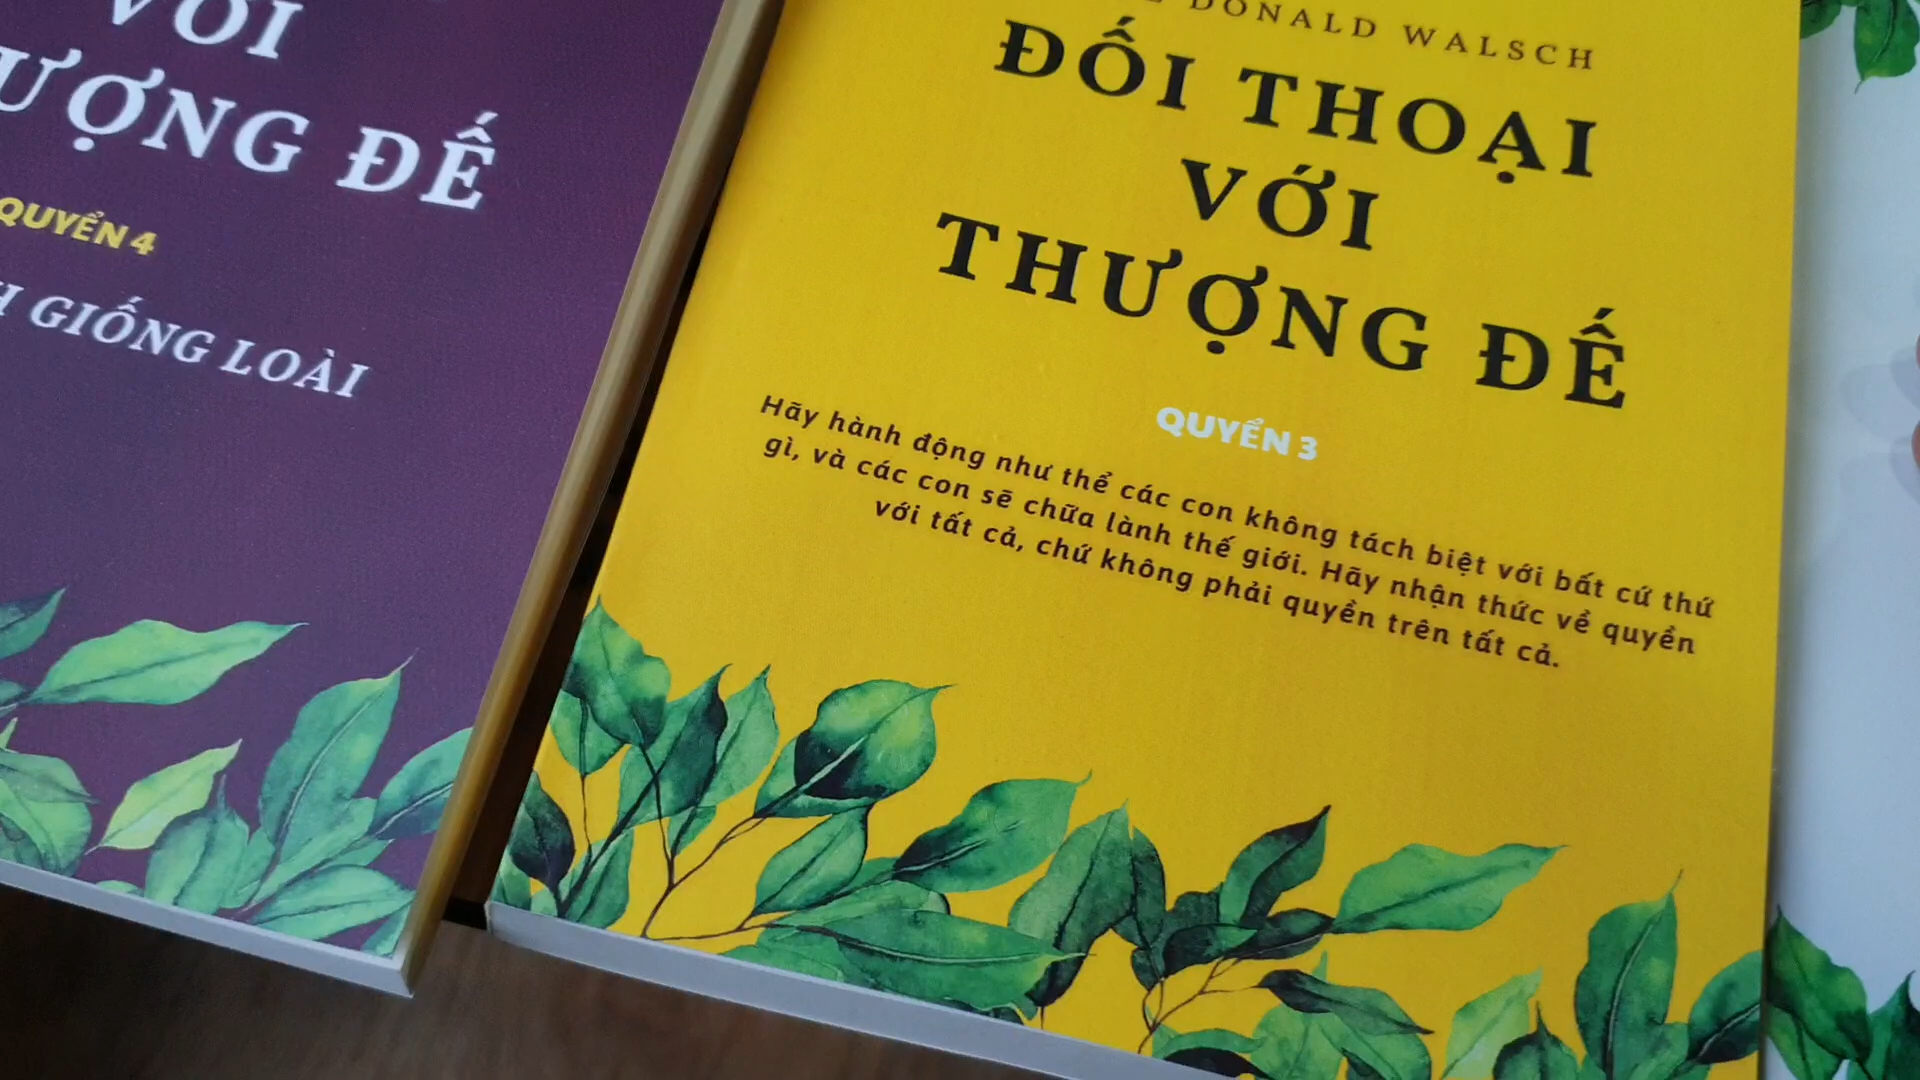 VỚI
ƯỢNG ĐẾ
QUYỂN 4
GIỐNG LOÀI
DONALD WALSCH
ĐỐI THOẠI
VỚI
THƯỢNG ĐẾ
QUYỂN 3
Hãy hành động như thể các con không tách biệt với bất cứ thứ
gì, và các con sẽ chữa lành thế giới. Hãy nhận thức về quyền
với tất cả, chứ không phải quyền trên tất cả.